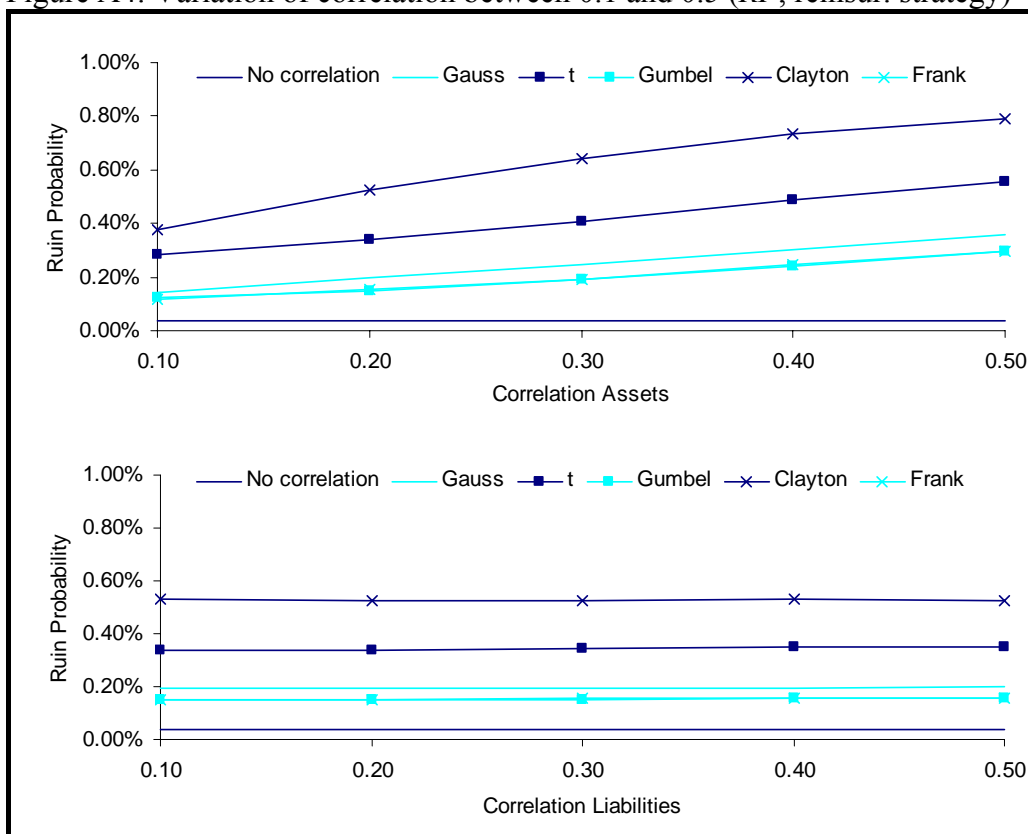 Figure A4: Variation of correlation between 0.1 and 0.5 (RP, reinsur. strategy)
1.00%
0.80%
0.60%
0.40%
0.20%
0.00%
Ruin Probability
No correlation Gauss t Gumbel Clayton Frank
0.10 0.20 0.30 0.40 0.50
Correlation Assets
1.00%
0.80%
0.60%
0.40%
0.20%
0.00%
Ruin Probability
No correlation Gauss t Gumbel Clayton Frank
0.10 0.20 0.30 0.40 0.50
Correlation Liabilities